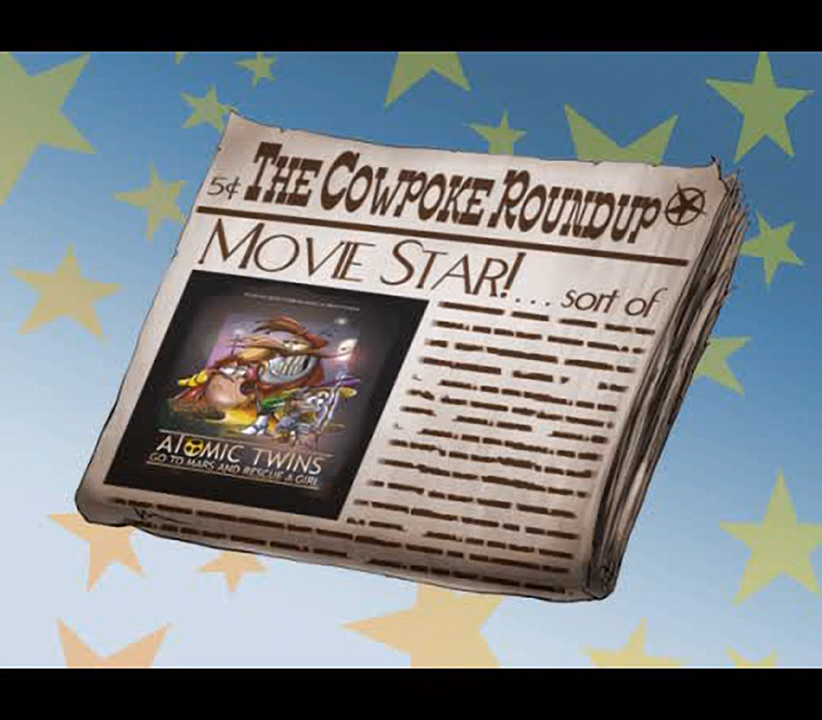 5¢ THE COWPOKE ROUNDUP
MOVIE STAR!... sort of
ATOMIC TWINS
GO TO MARS AND RESCUE A GIRL